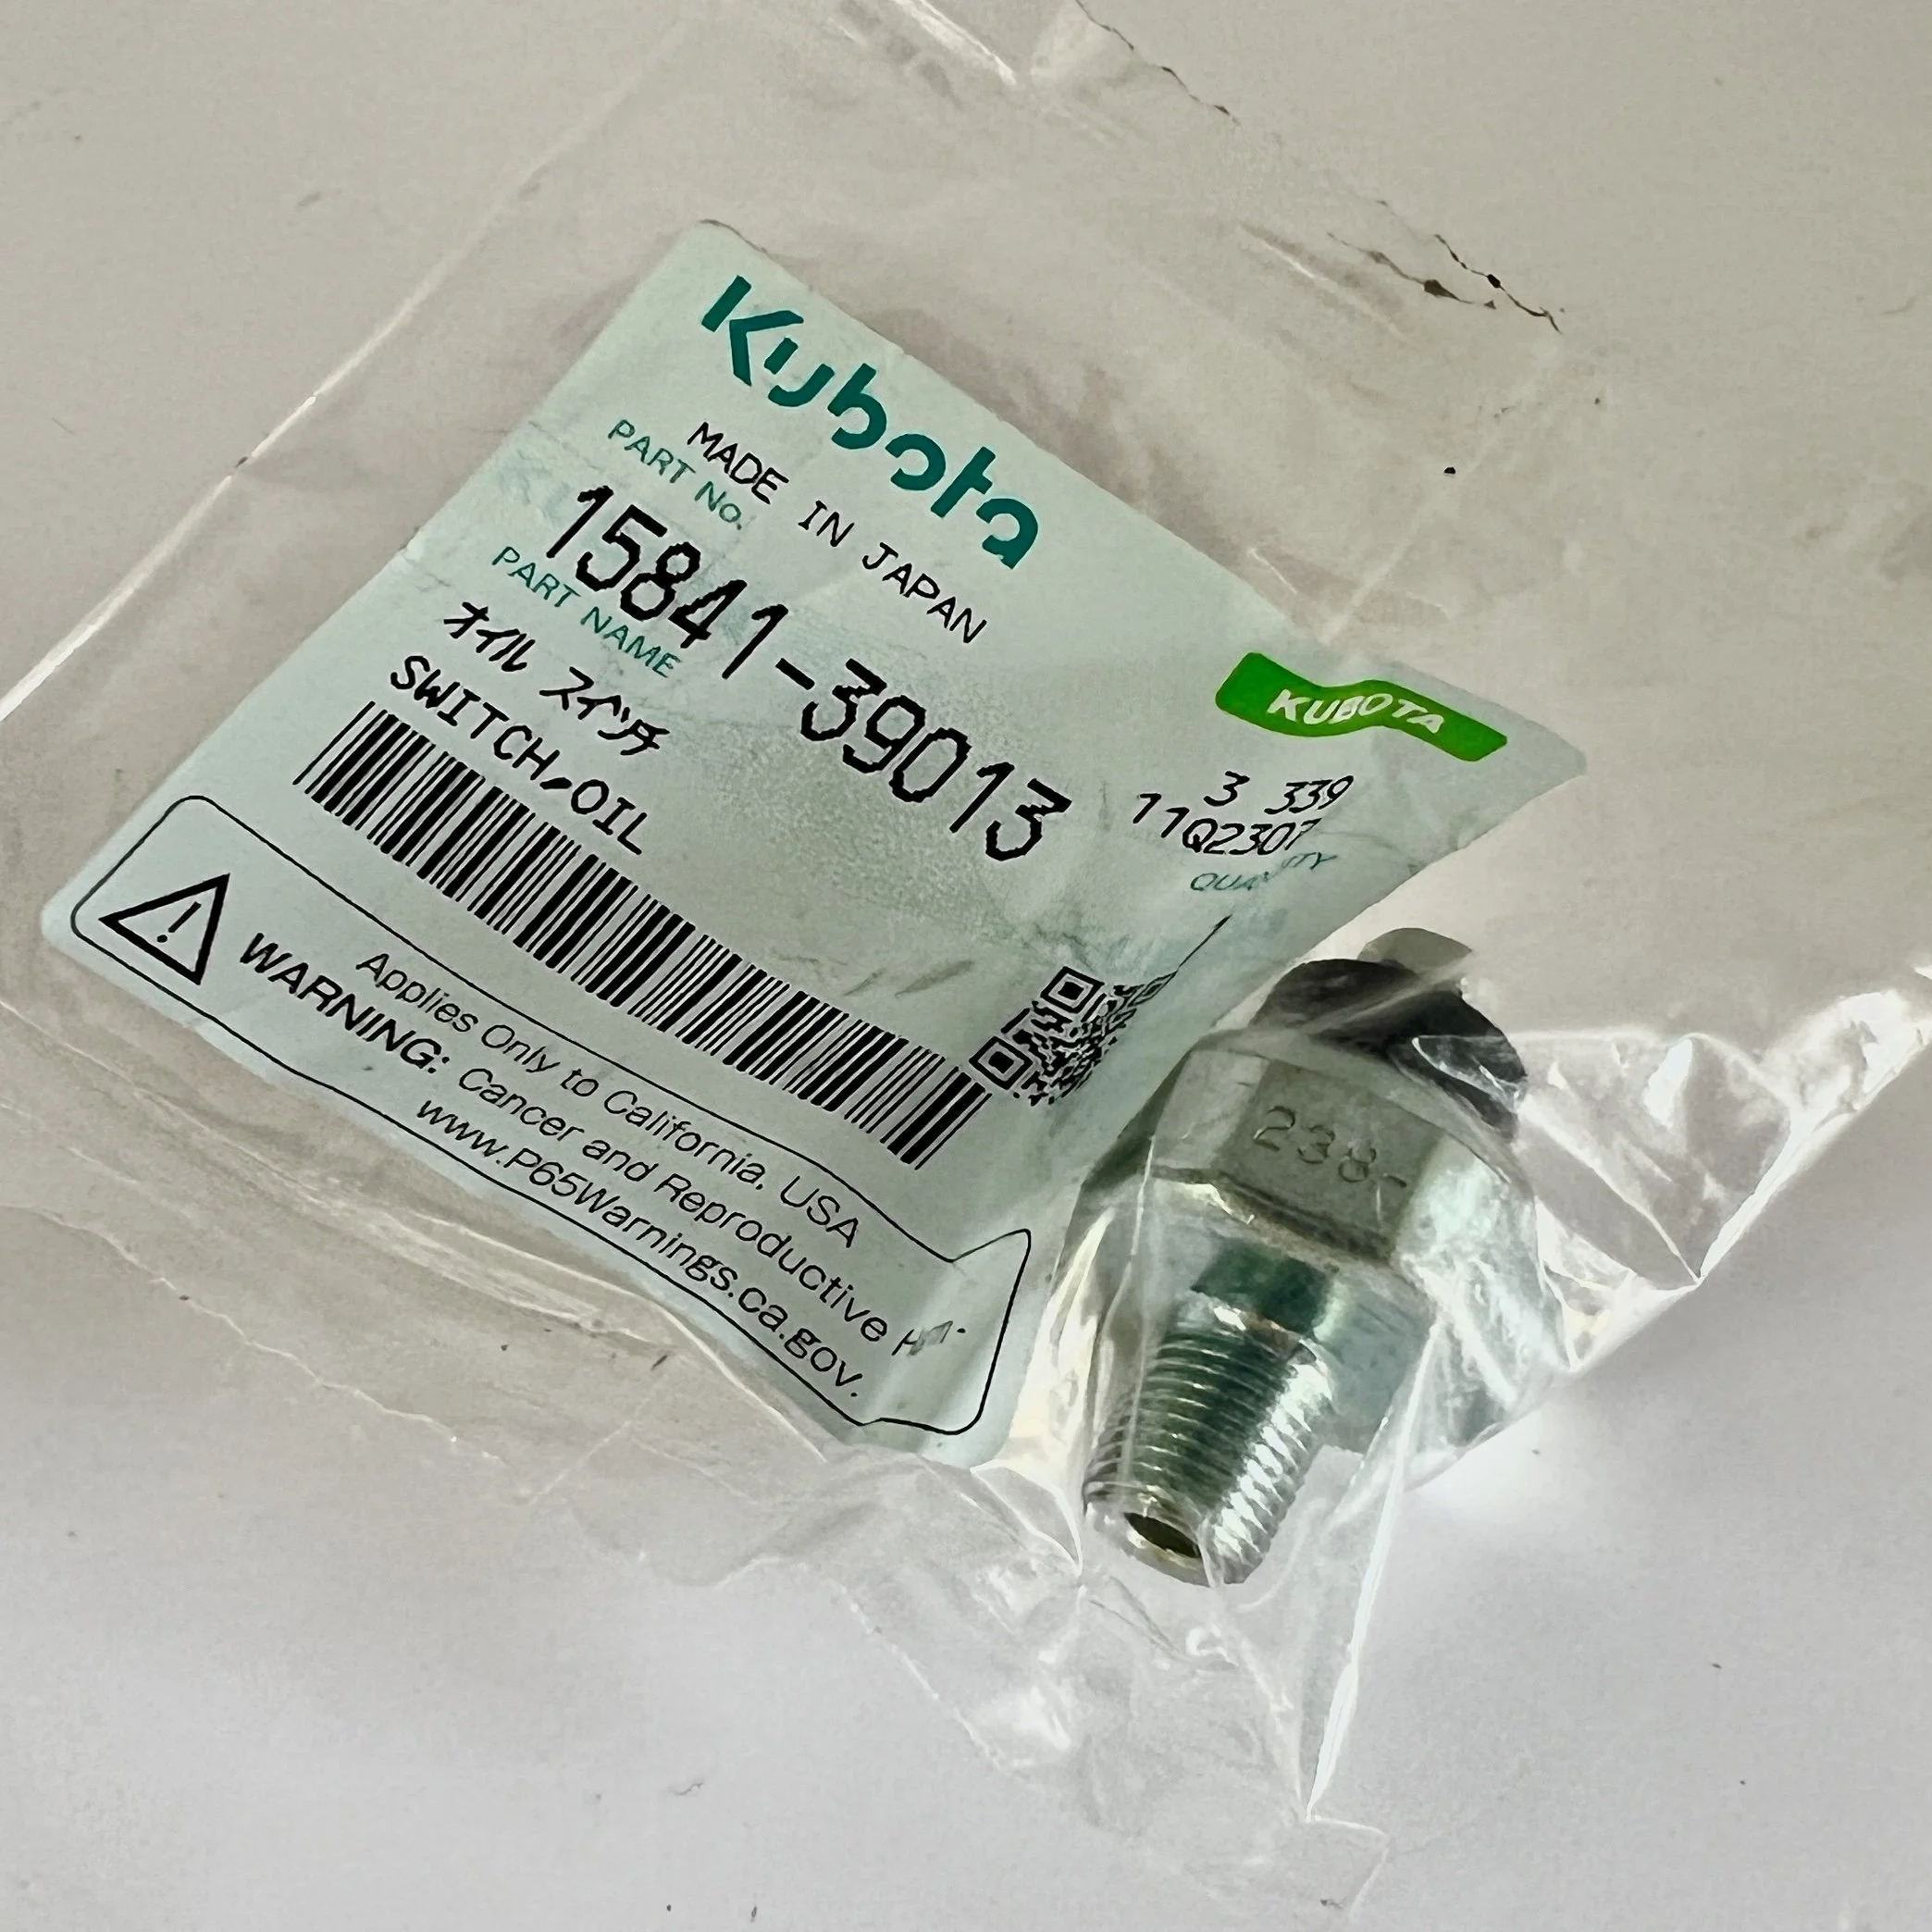 Kubota
MADE IN JAPAN
PART NO.
15841-39013
PART NAME
オイル スイッチ
SWITCH,OIL
KUBOTA
3 339
11Q2307
Applies Only to California, USA
WARNING: Cancer and Reproductive
www.P65Warnings.ca.gov.
238-